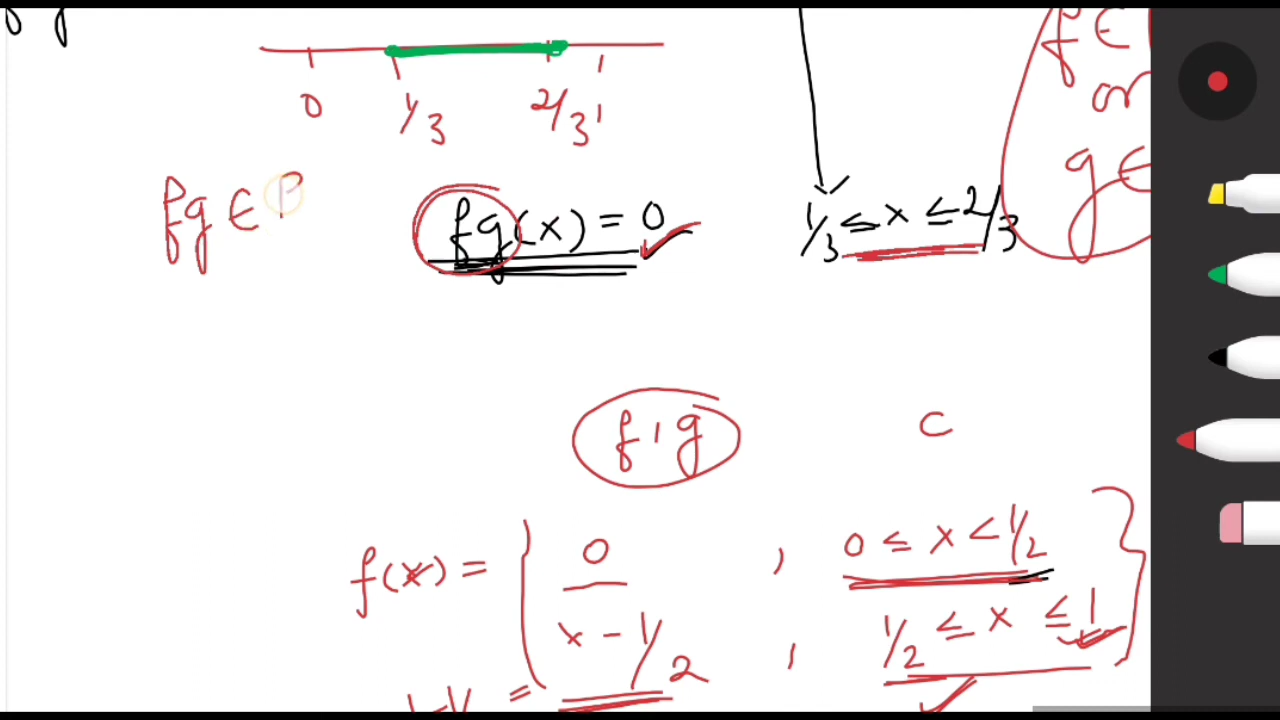 f ∈
0 1/3 2/3 1
or
g ∈
fg ∈ P
fg(x) = 0 1/3 ≤ x ≤ 2/3
f, g C
f(x) = { 0 , 0 ≤ x < 1/2
x - 1/2 , 1/2 ≤ x ≤ 1 }